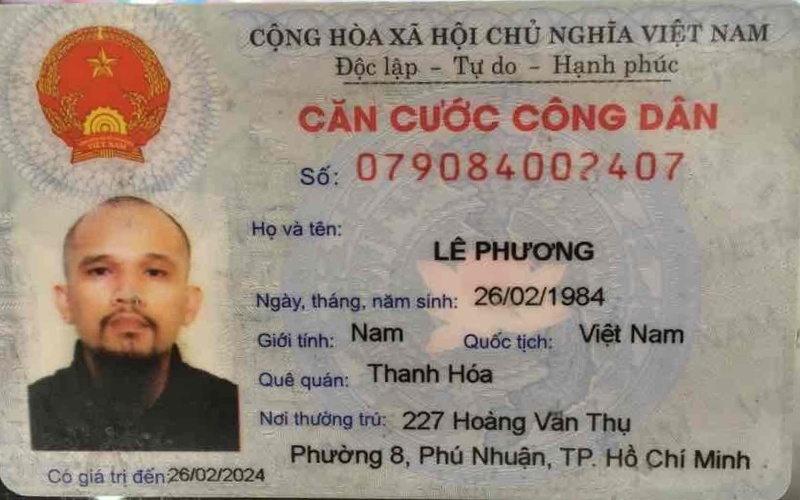 CỘNG HÒA XÃ HỘI CHỦ NGHĨA VIỆT NAM
Độc lập - Tự do - Hạnh phúc
CĂN CƯỚC CÔNG DÂN
Số: 079084002407
Họ và tên:
LÊ PHƯƠNG
Ngày, tháng, năm sinh: 26/02/1984
Giới tính: Nam Quốc tịch: Việt Nam
Quê quán: Thanh Hóa
Nơi thường trú: 227 Hoàng Văn Thụ
Phường 8, Phú Nhuận, TP. Hồ Chí Minh
Có giá trị đến: 26/02/2024
VIỆT NAM